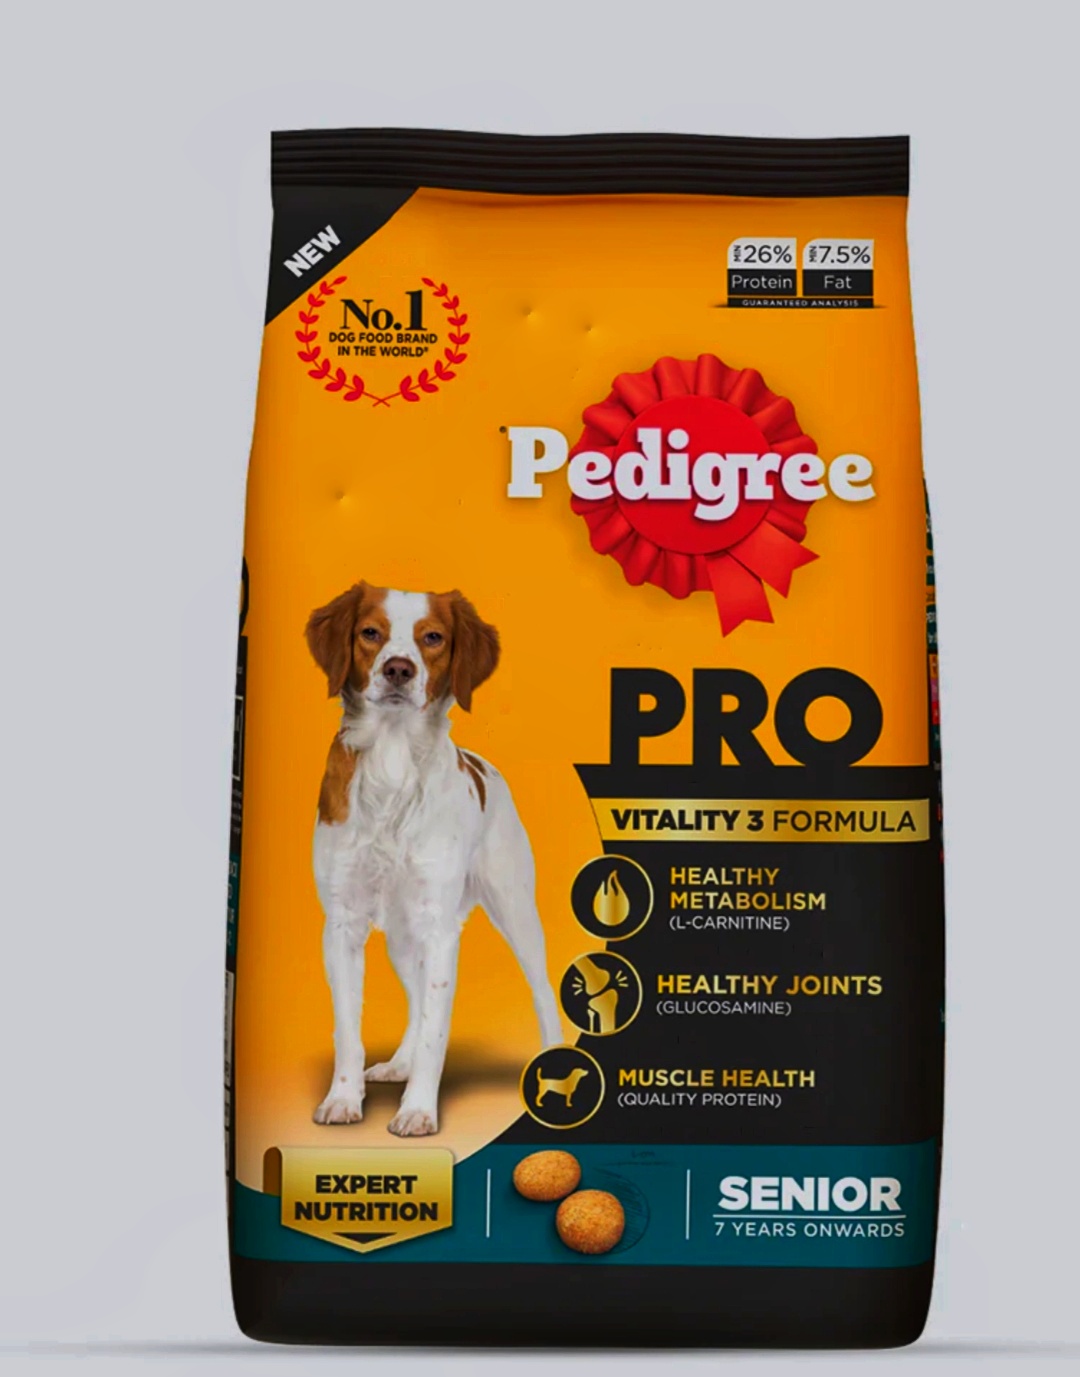 NEW
No.1
DOG FOOD BRAND
IN THE WORLD*
MIN 26% MIN 7.5%
Protein Fat
GUARANTEED ANALYSIS
Pedigree
PRO
VITALITY 3 FORMULA
HEALTHY
METABOLISM
(L-CARNITINE)
HEALTHY JOINTS
(GLUCOSAMINE)
MUSCLE HEALTH
(QUALITY PROTEIN)
EXPERT
NUTRITION
SENIOR
7 YEARS ONWARDS